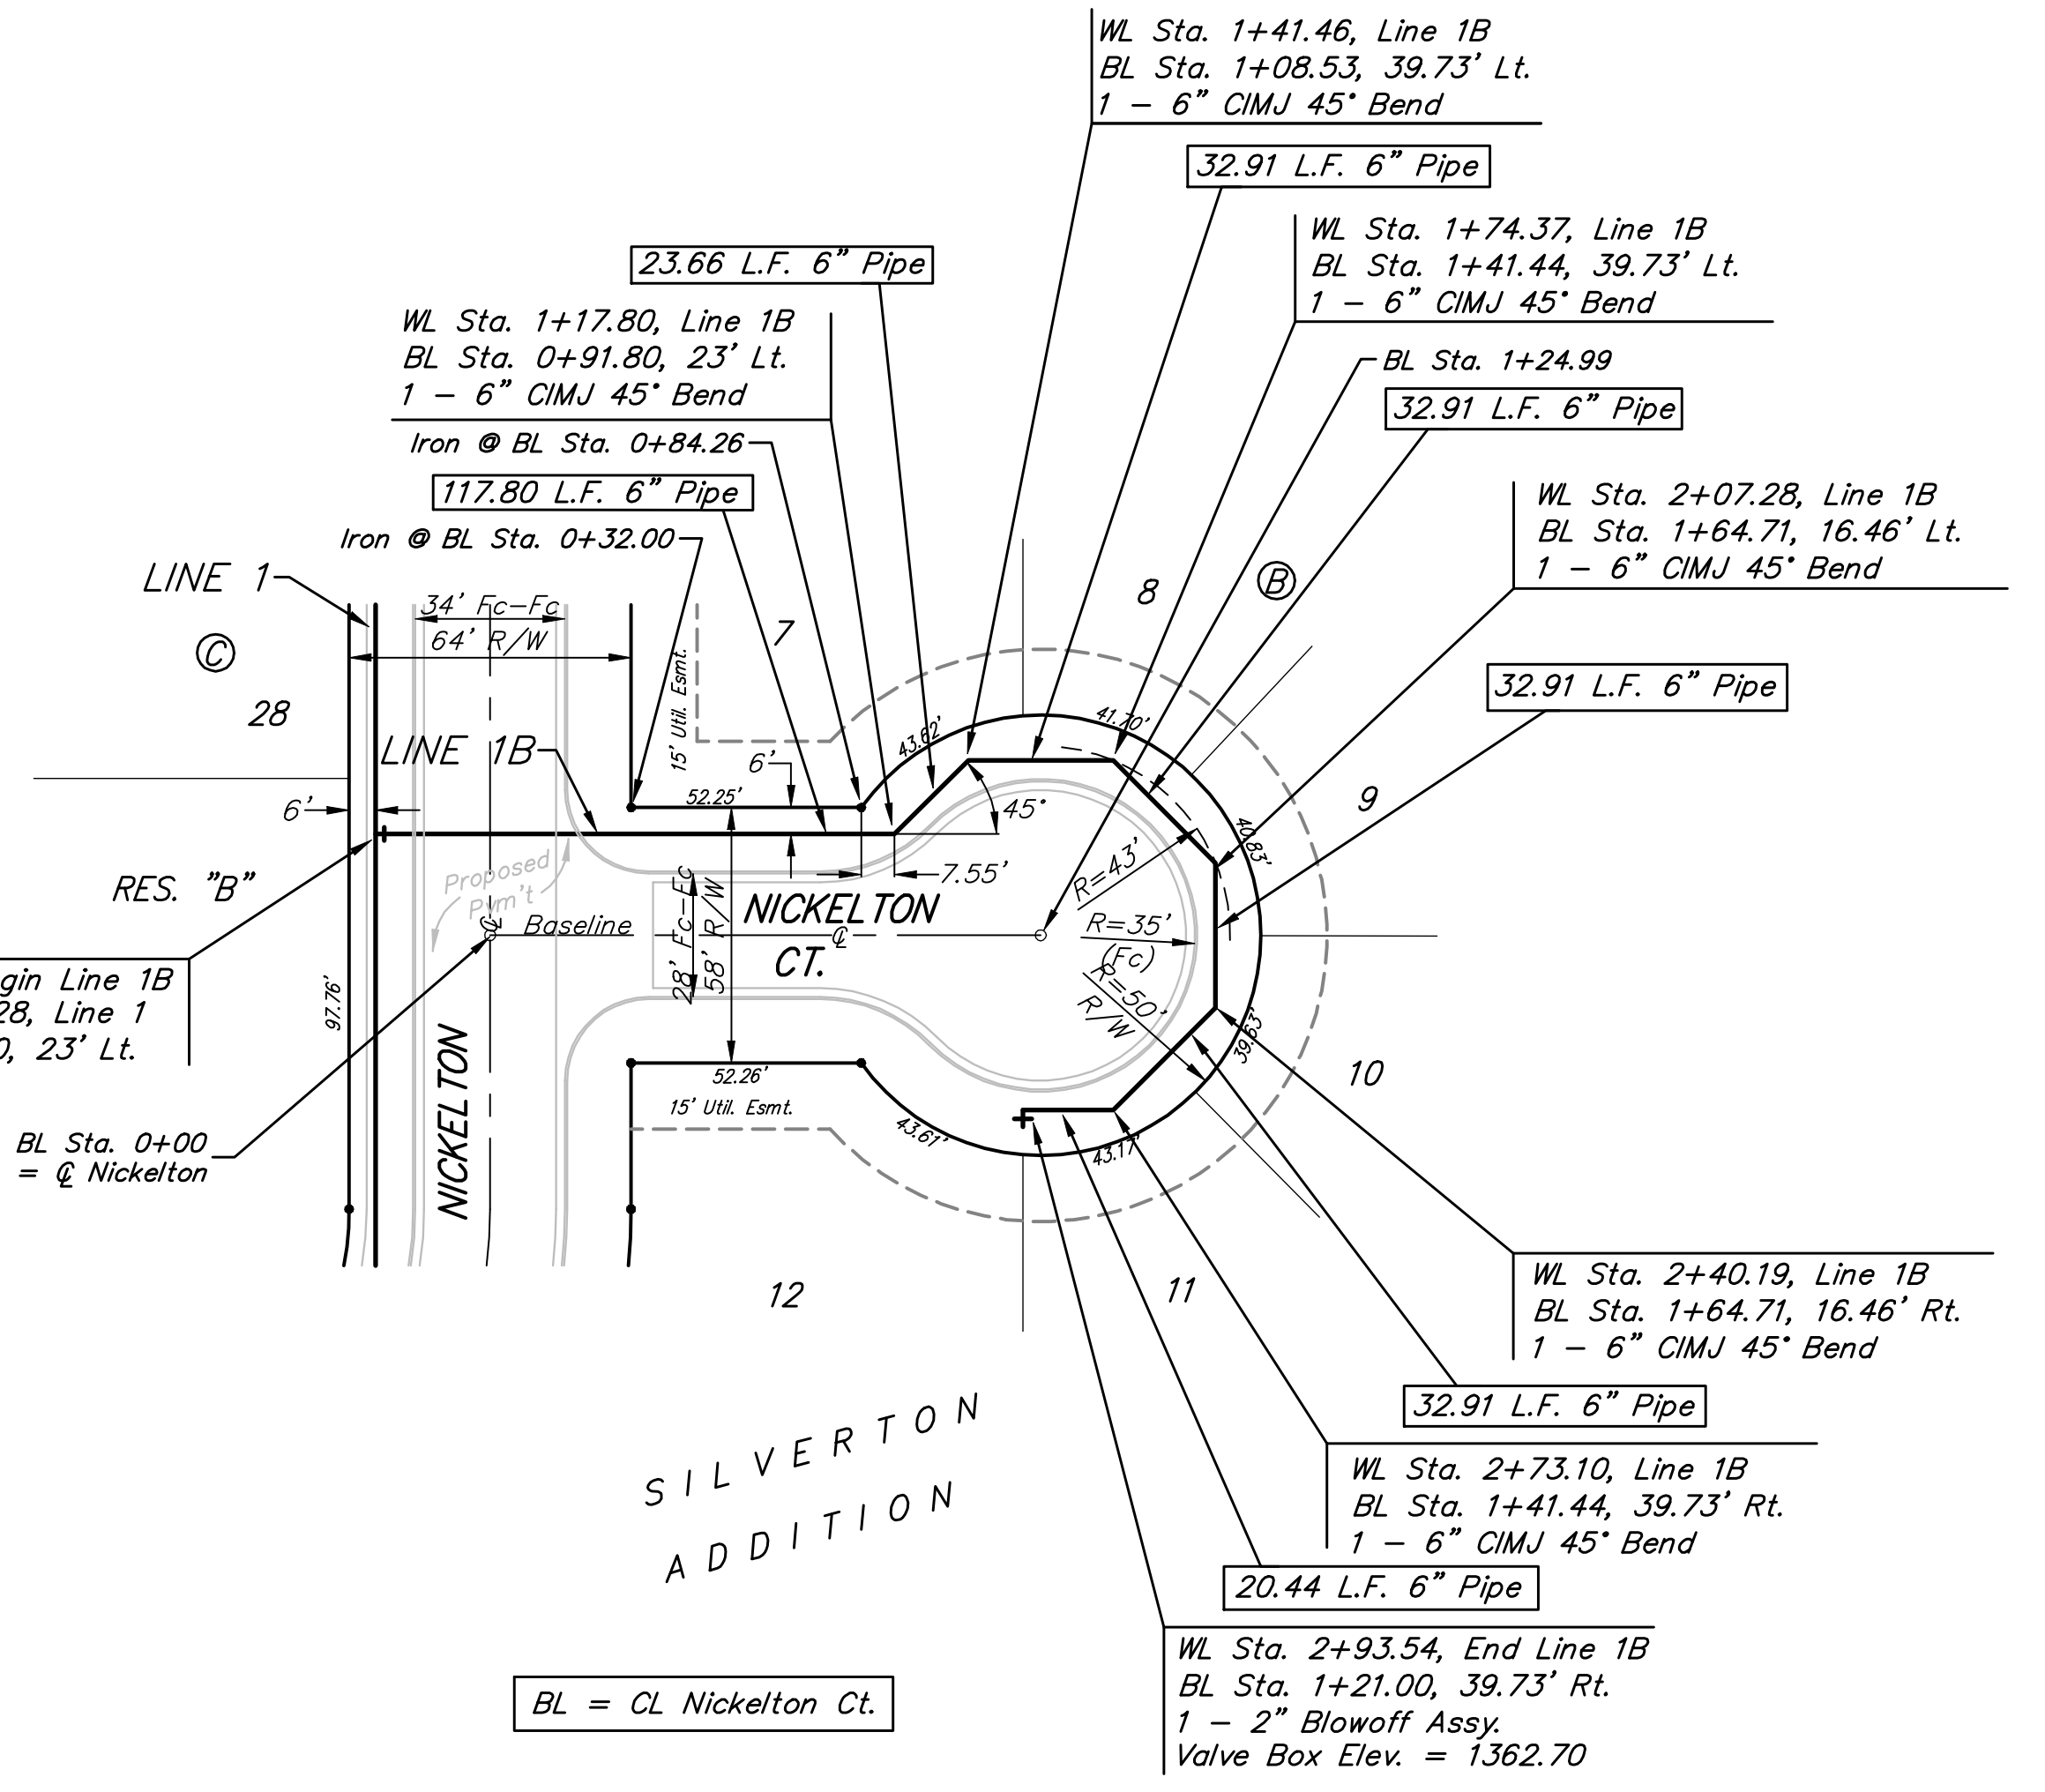 WL Sta. 1+41.46, Line 1B
BL Sta. 1+08.53, 39.73' Lt.
1 - 6" CIMJ 45° Bend
32.91 L.F. 6" Pipe
WL Sta. 1+74.37, Line 1B
BL Sta. 1+41.44, 39.73' Lt.
1 - 6" CIMJ 45° Bend
23.66 L.F. 6" Pipe
WL Sta. 1+17.80, Line 1B
BL Sta. 0+91.80, 23' Lt.
1 - 6" CIMJ 45° Bend
BL Sta. 1+24.99
32.91 L.F. 6" Pipe
Iron @ BL Sta. 0+84.26
117.80 L.F. 6" Pipe
Iron @ BL Sta. 0+32.00
WL Sta. 2+07.28, Line 1B
BL Sta. 1+64.71, 16.46' Lt.
1 - 6" CIMJ 45° Bend
LINE 1
34' Fc-Fc
64' R/W
C
28
7
8
B
15' Util. Esmt.
32.91 L.F. 6" Pipe
LINE 1B
43.62'
41.70'
6'
52.25'
6'
45°
9
40.83'
RES. "B"
Proposed
Pvm't
7.55'
R=43'
NICKELTON
CT.
28' Fc-Fc
58' R/W
℄
Baseline
℄
R=35'
(Fc)
R=50'
R/W
gin Line 1B
28, Line 1
0, 23' Lt.
97.76'
NICKELTON
39.63'
10
52.26'
15' Util. Esmt.
43.61'
43.17'
BL Sta. 0+00
= ℄ Nickelton
12
11
WL Sta. 2+40.19, Line 1B
BL Sta. 1+64.71, 16.46' Rt.
1 - 6" CIMJ 45° Bend
32.91 L.F. 6" Pipe
SILVERTON
ADDITION
WL Sta. 2+73.10, Line 1B
BL Sta. 1+41.44, 39.73' Rt.
1 - 6" CIMJ 45° Bend
20.44 L.F. 6" Pipe
WL Sta. 2+93.54, End Line 1B
BL Sta. 1+21.00, 39.73' Rt.
1 - 2" Blowoff Assy.
Valve Box Elev. = 1362.70
BL = CL Nickelton Ct.